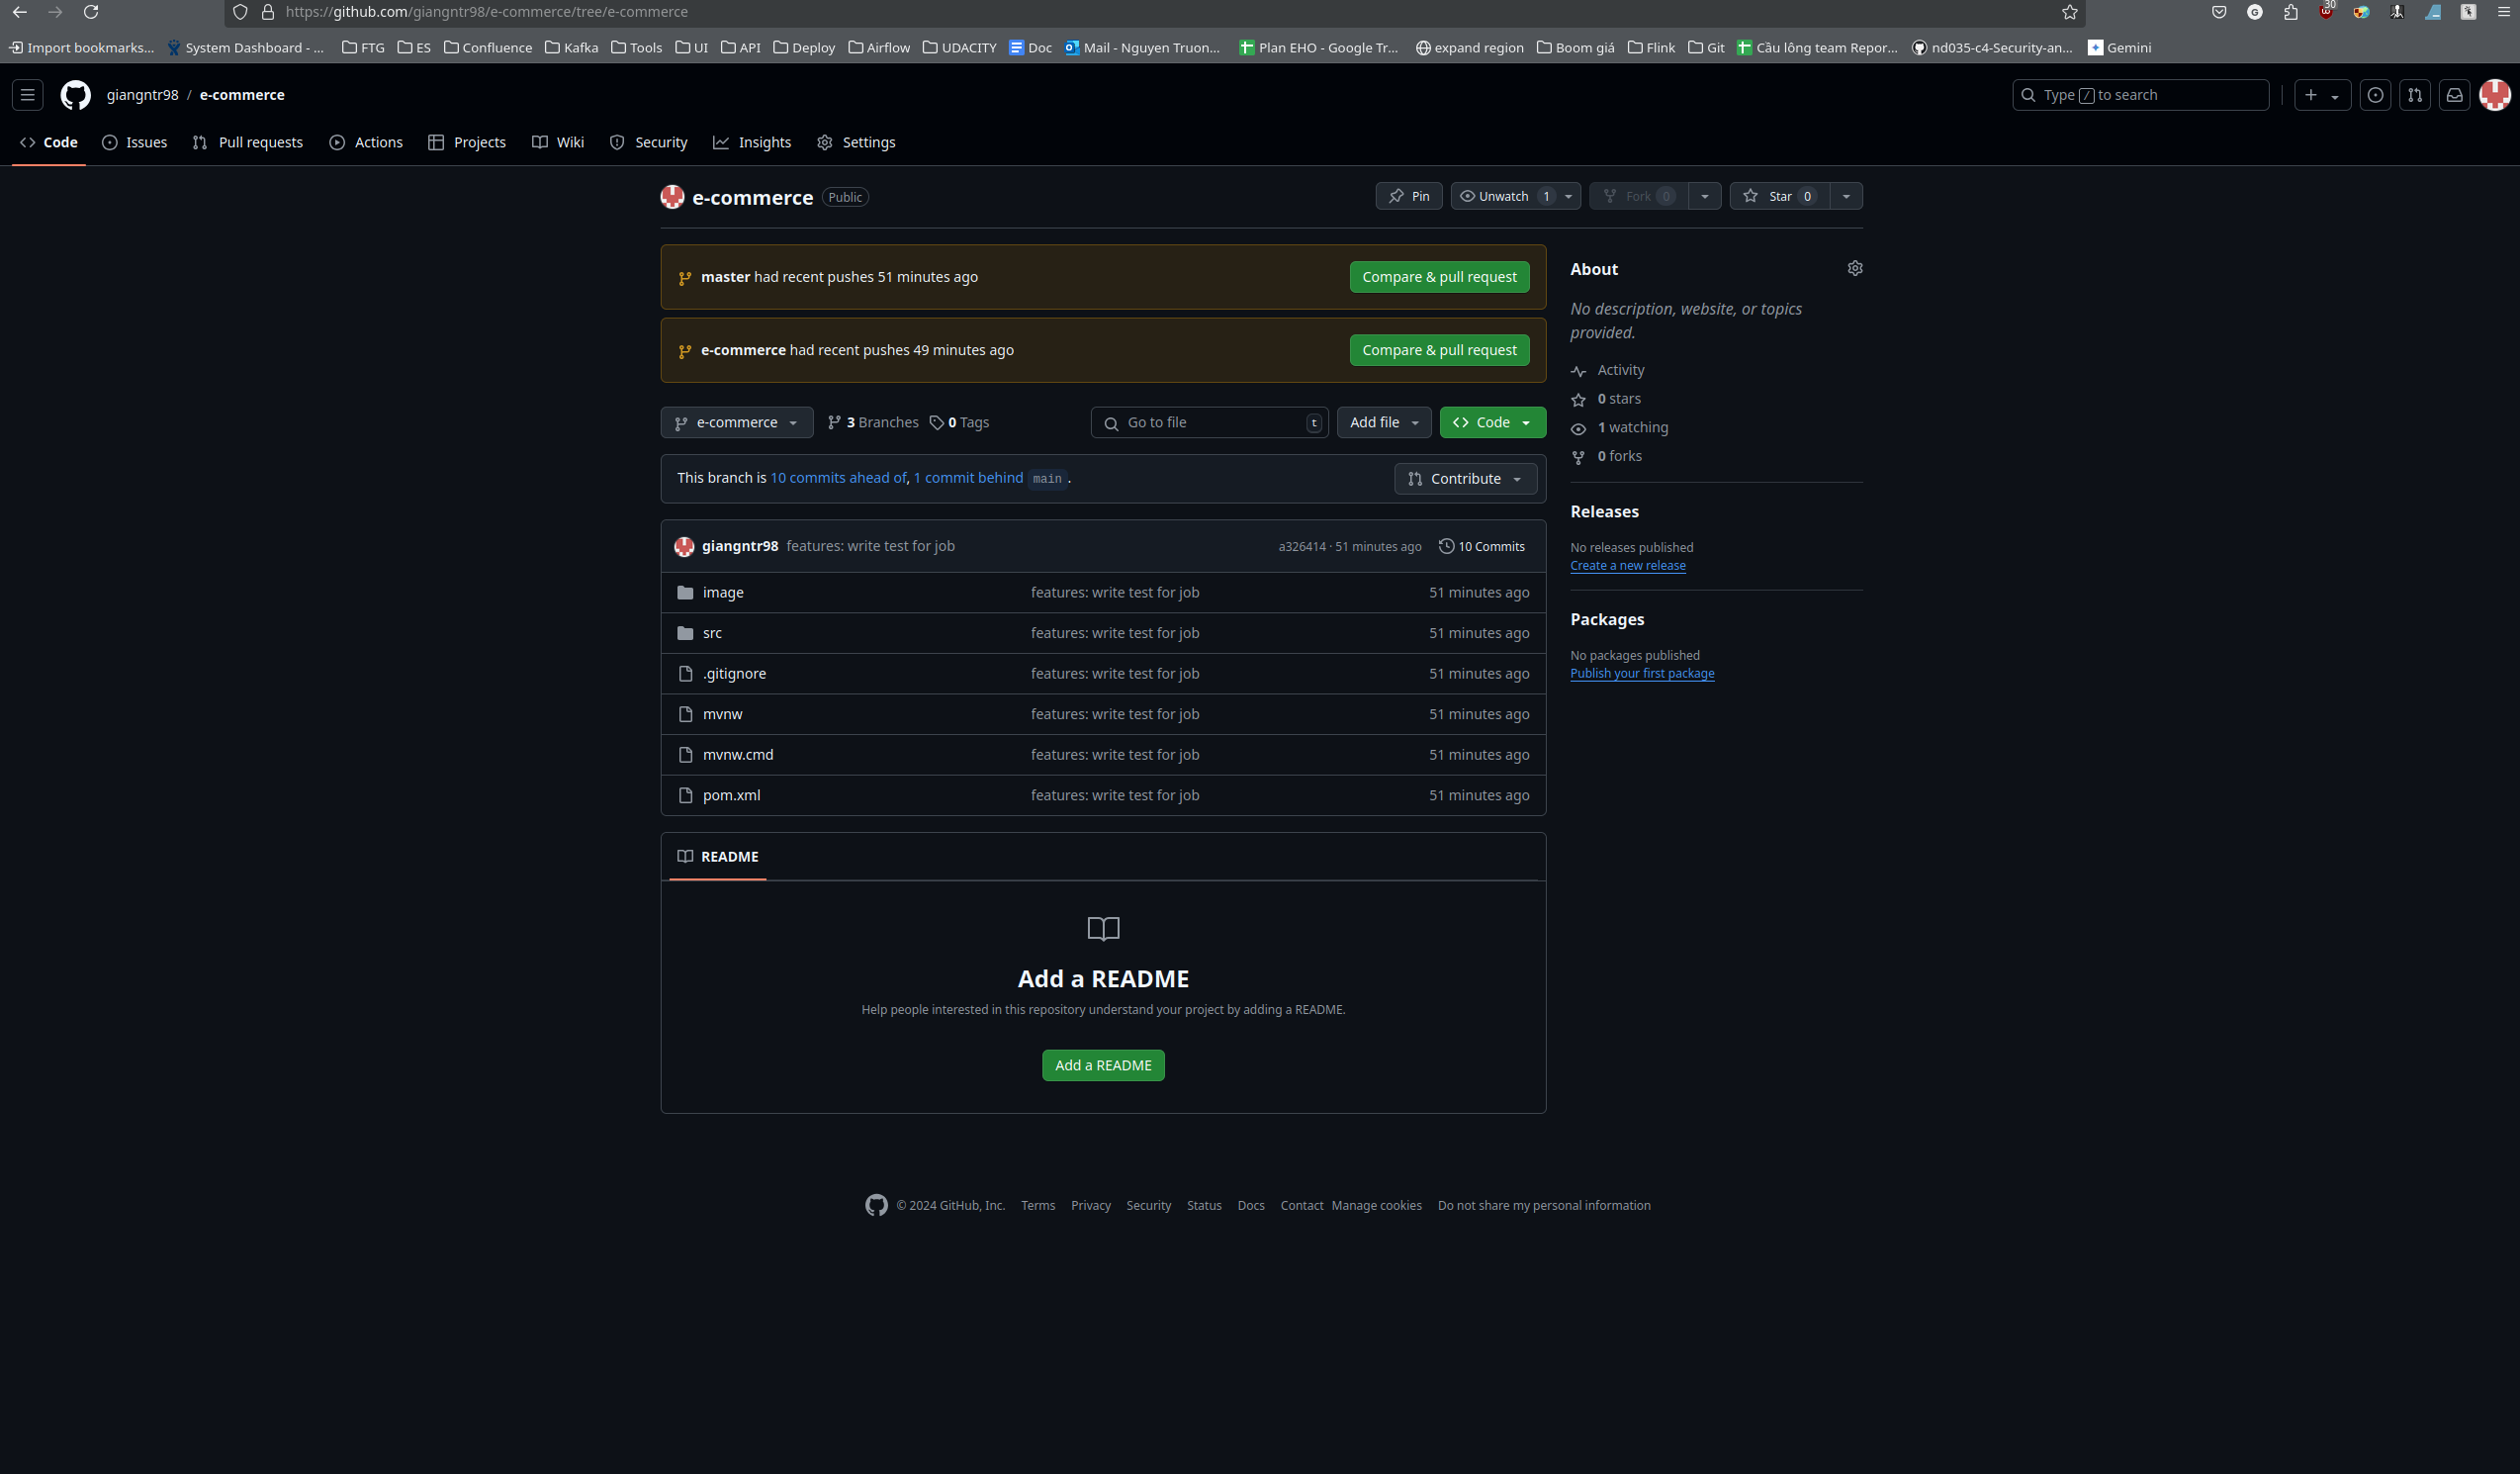 https://github.com/giangntr98/e-commerce/tree/e-commerce
30
Import bookmarks... System Dashboard - ... FTG ES Confluence Kafka Tools UI API Deploy Airflow UDACITY Doc Mail - Nguyen Truon... Plan EHO - Google Tr... expand region Boom giá Flink Git Cầu lông team Repor... nd035-c4-Security-an... Gemini
giangntr98 / e-commerce
Type / to search
Code Issues Pull requests Actions Projects Wiki Security Insights Settings
e-commerce Public
Pin Unwatch 1 Fork 0 Star 0
master had recent pushes 51 minutes ago Compare & pull request
e-commerce had recent pushes 49 minutes ago Compare & pull request
e-commerce 3 Branches 0 Tags Go to file t Add file Code
This branch is 10 commits ahead of, 1 commit behind main . Contribute
giangntr98 features: write test for job a326414 · 51 minutes ago 10 Commits
image features: write test for job 51 minutes ago
src features: write test for job 51 minutes ago
.gitignore features: write test for job 51 minutes ago
mvnw features: write test for job 51 minutes ago
mvnw.cmd features: write test for job 51 minutes ago
pom.xml features: write test for job 51 minutes ago
README
Add a README
Help people interested in this repository understand your project by adding a README.
Add a README
About
No description, website, or topics
provided.
Activity
0 stars
1 watching
0 forks
Releases
No releases published
Create a new release
Packages
No packages published
Publish your first package
© 2024 GitHub, Inc. Terms Privacy Security Status Docs Contact Manage cookies Do not share my personal information